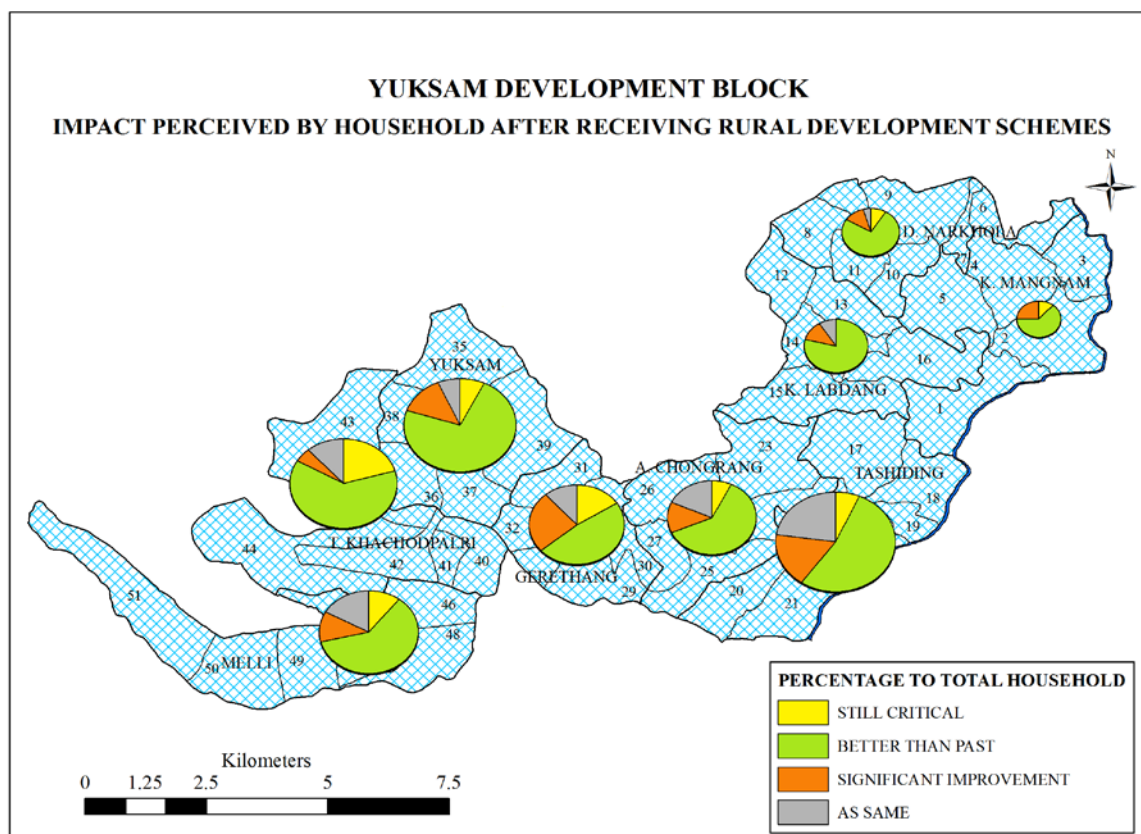 YUKSAM DEVELOPMENT BLOCK
IMPACT PERCEIVED BY HOUSEHOLD AFTER RECEIVING RURAL DEVELOPMENT SCHEMES
N
9
6
8
D. NARKHOLA
3
7
4
11
10
12
K. MANGNAM
5
13
2
14
16
35
YUKSAM
15
K. LABDANG
1
43
38
23
17
39
A. CHONGRANG
TASHIDING
31
26
36
37
18
32
19
27
T. KHACHODPALRI
44
42
41
40
GERETHANG
30
25
29
20
21
51
46
48
50
MELLI
49
PERCENTAGE TO TOTAL HOUSEHOLD
STILL CRITICAL
BETTER THAN PAST
SIGNIFICANT IMPROVEMENT
AS SAME
Kilometers
0 1.25 2.5 5 7.5